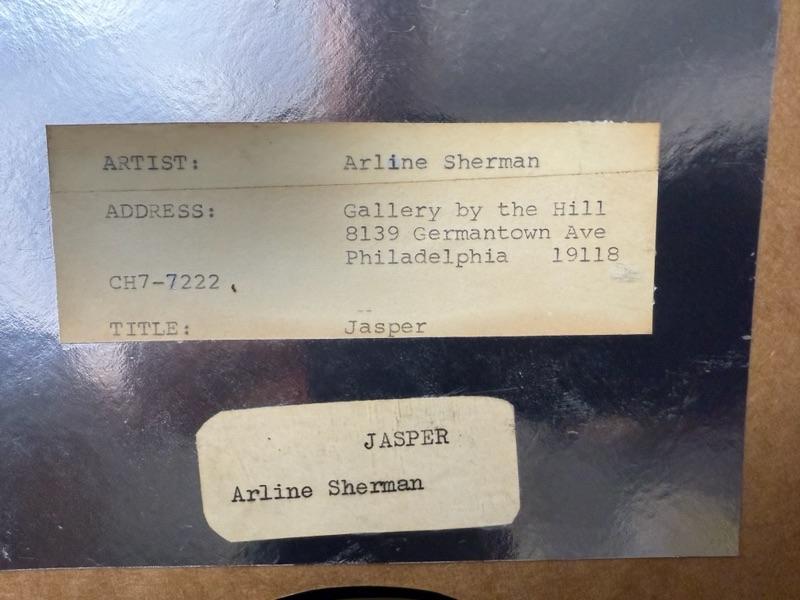 ARTIST: Arline Sherman
ADDRESS: Gallery by the Hill
8139 Germantown Ave
Philadelphia 19118
CH7-7222
TITLE: Jasper
JASPER
Arline Sherman